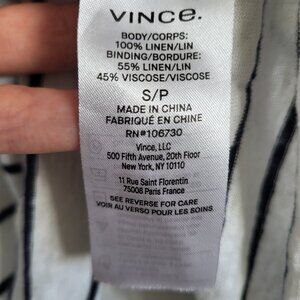 VINCE.
BODY/CORPS:
100% LINEN/LIN
BINDING/BORDURE:
55% LINEN/LIN
45% VISCOSE/VISCOSE
S/P
MADE IN CHINA
FABRIQUÉ EN CHINE
RN#106730
Vince, LLC
500 Fifth Avenue, 20th Floor
New York, NY 10110
11 Rue Saint Florentin
75008 Paris France
SEE REVERSE FOR CARE
VOIR AU VERSO POUR LES SOINS